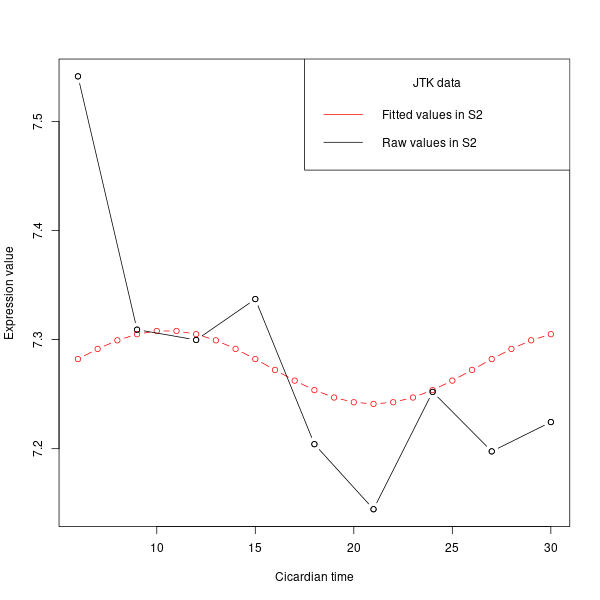 JTK data
Fitted values in S2
Raw values in S2
Expression value
7.5
7.4
7.3
7.2
10 15 20 25 30
Cicardian time